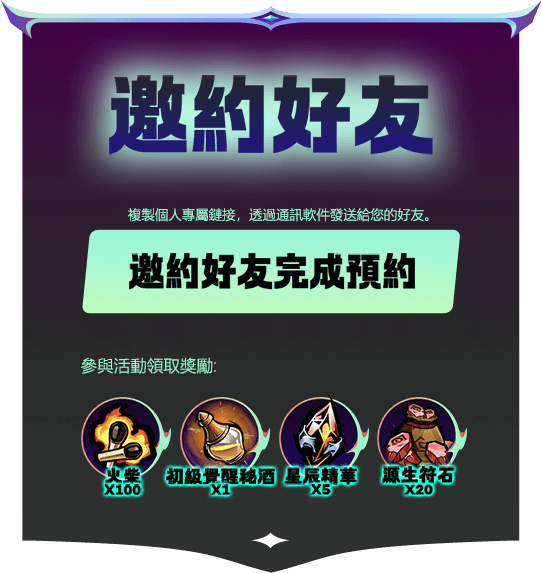 邀約好友
複製個人專屬鏈接，透過通訊軟件發送給您的好友。
邀約好友完成預約
參與活動領取獎勵:
火柴
X100
初級覺醒秘酒
X1
星辰精華
X5
源生符石
X20